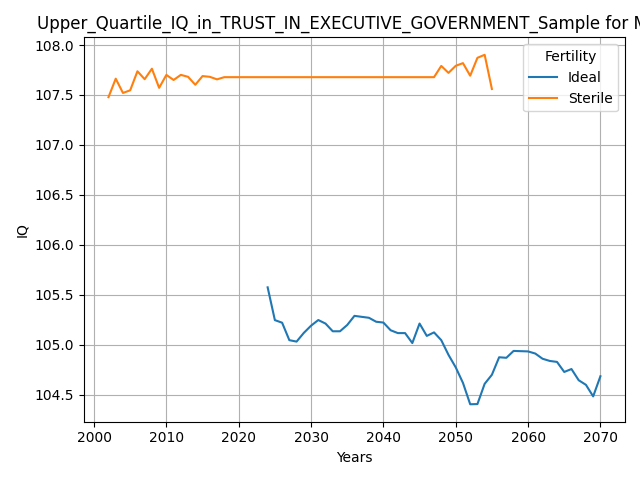 Upper_Quartile_IQ_in_TRUST_IN_EXECUTIVE_GOVERNMENT_Sample for M
108.0
107.5
107.0
106.5
106.0
105.5
105.0
104.5
IQ
Fertility
Ideal
Sterile
2000 2010 2020 2030 2040 2050 2060 2070
Years